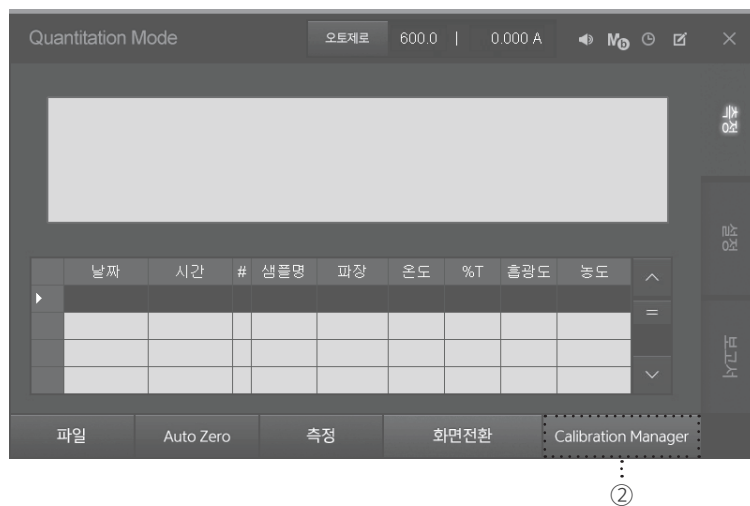 Quantitation Mode 오토제로 600.0 | 0.000 A Mb
측정
설정
보고서
날짜 시간 # 샘플명 파장 온도 %T 흡광도 농도
파일 Auto Zero 측정 화면전환 Calibration Manager
②